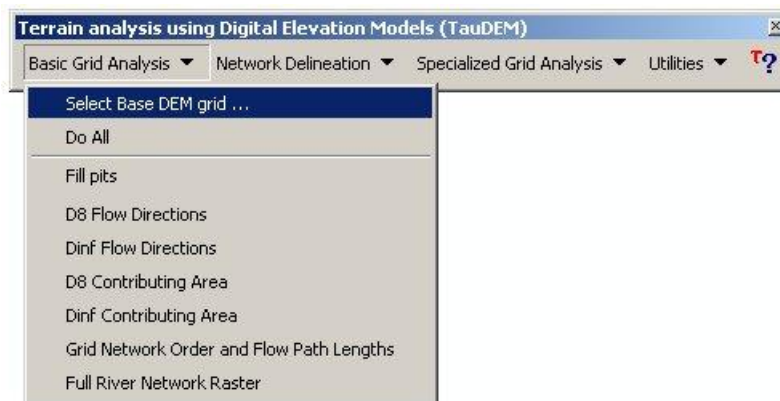 Terrain analysis using Digital Elevation Models (TauDEM)
Basic Grid Analysis Network Delineation Specialized Grid Analysis Utilities T?
Select Base DEM grid ...
Do All
Fill pits
D8 Flow Directions
Dinf Flow Directions
D8 Contributing Area
Dinf Contributing Area
Grid Network Order and Flow Path Lengths
Full River Network Raster